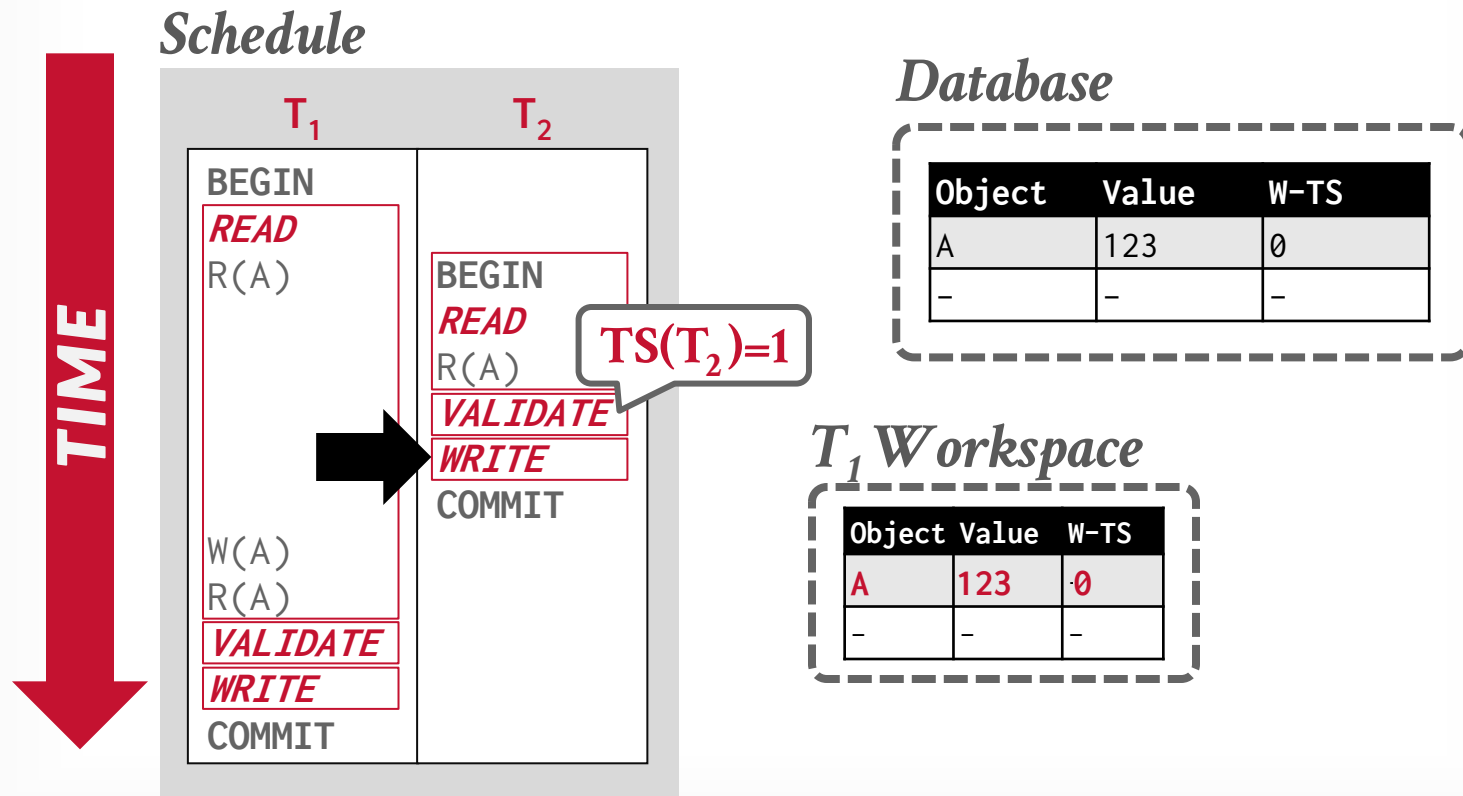 Schedule
TIME
T1 T2
BEGIN
READ
R(A)
W(A)
R(A)
VALIDATE
WRITE
COMMIT
BEGIN
READ
R(A)
VALIDATE
WRITE
COMMIT
TS(T2)=1
Database
Object Value W-TS
A 123 0
- - -
T1 Workspace
Object Value W-TS
A 123 0
- - -